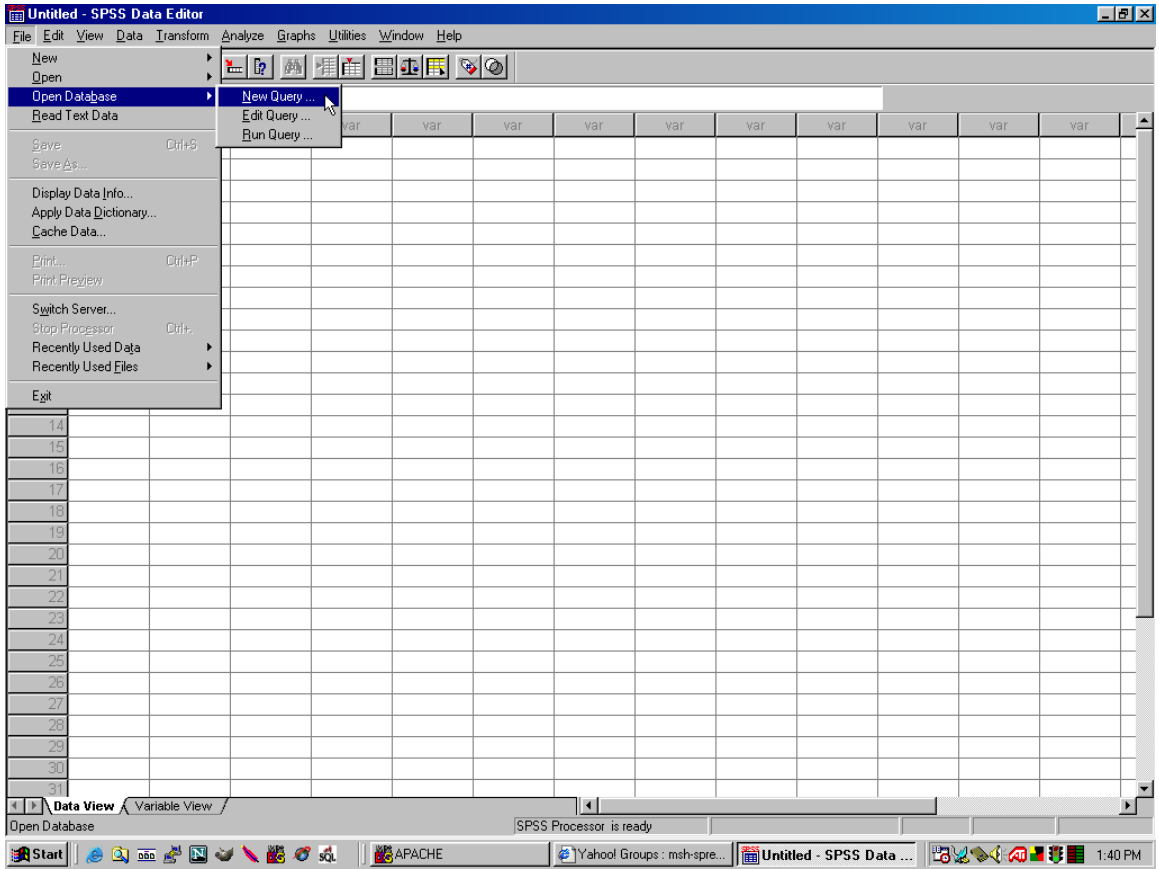 Untitled - SPSS Data Editor
File Edit View Data Transform Analyze Graphs Utilities Window Help
New
Open
Open Database
Read Text Data
Save Ctrl+S
Save As...
Display Data Info...
Apply Data Dictionary...
Cache Data...
Print... Ctrl+P
Print Preview
Switch Server...
Stop Processor Ctrl+.
Recently Used Data
Recently Used Files
Exit
New Query ...
Edit Query ...
Run Query ...
var var var var var var var var var var
14
15
16
17
18
19
20
21
22
23
24
25
26
27
28
29
30
31
Data View Variable View
Open Database SPSS Processor is ready
Start SQL APACHE Yahoo! Groups : msh-spre... Untitled - SPSS Data ... 1:40 PM